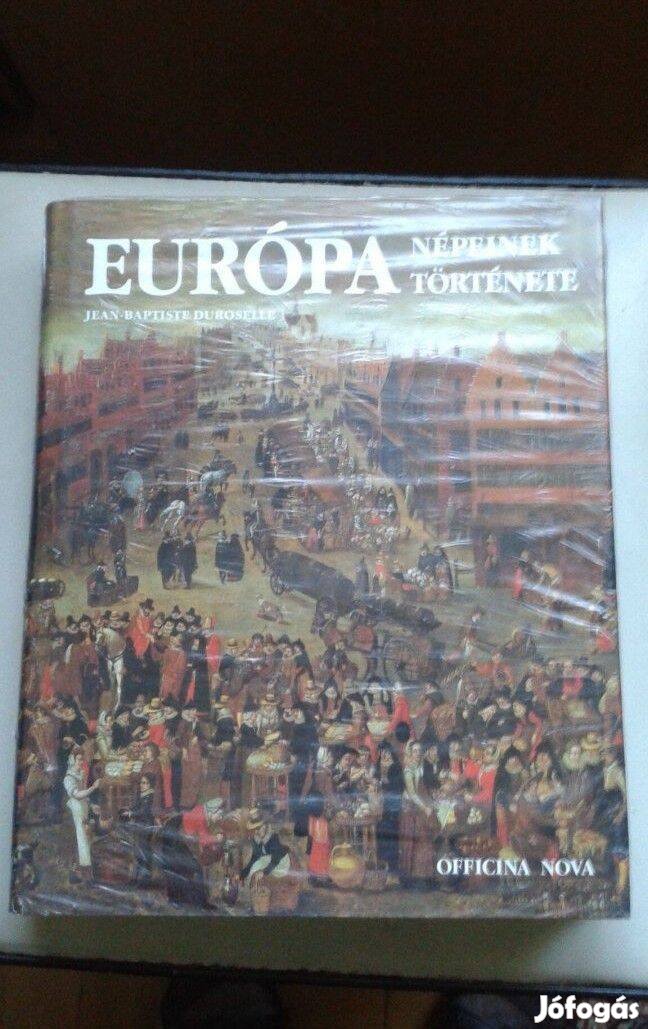 EURÓPA NÉPEINEK
TÖRTÉNETE
JEAN-BAPTISTE DUROSELLE
OFFICINA NOVA
Jófogás